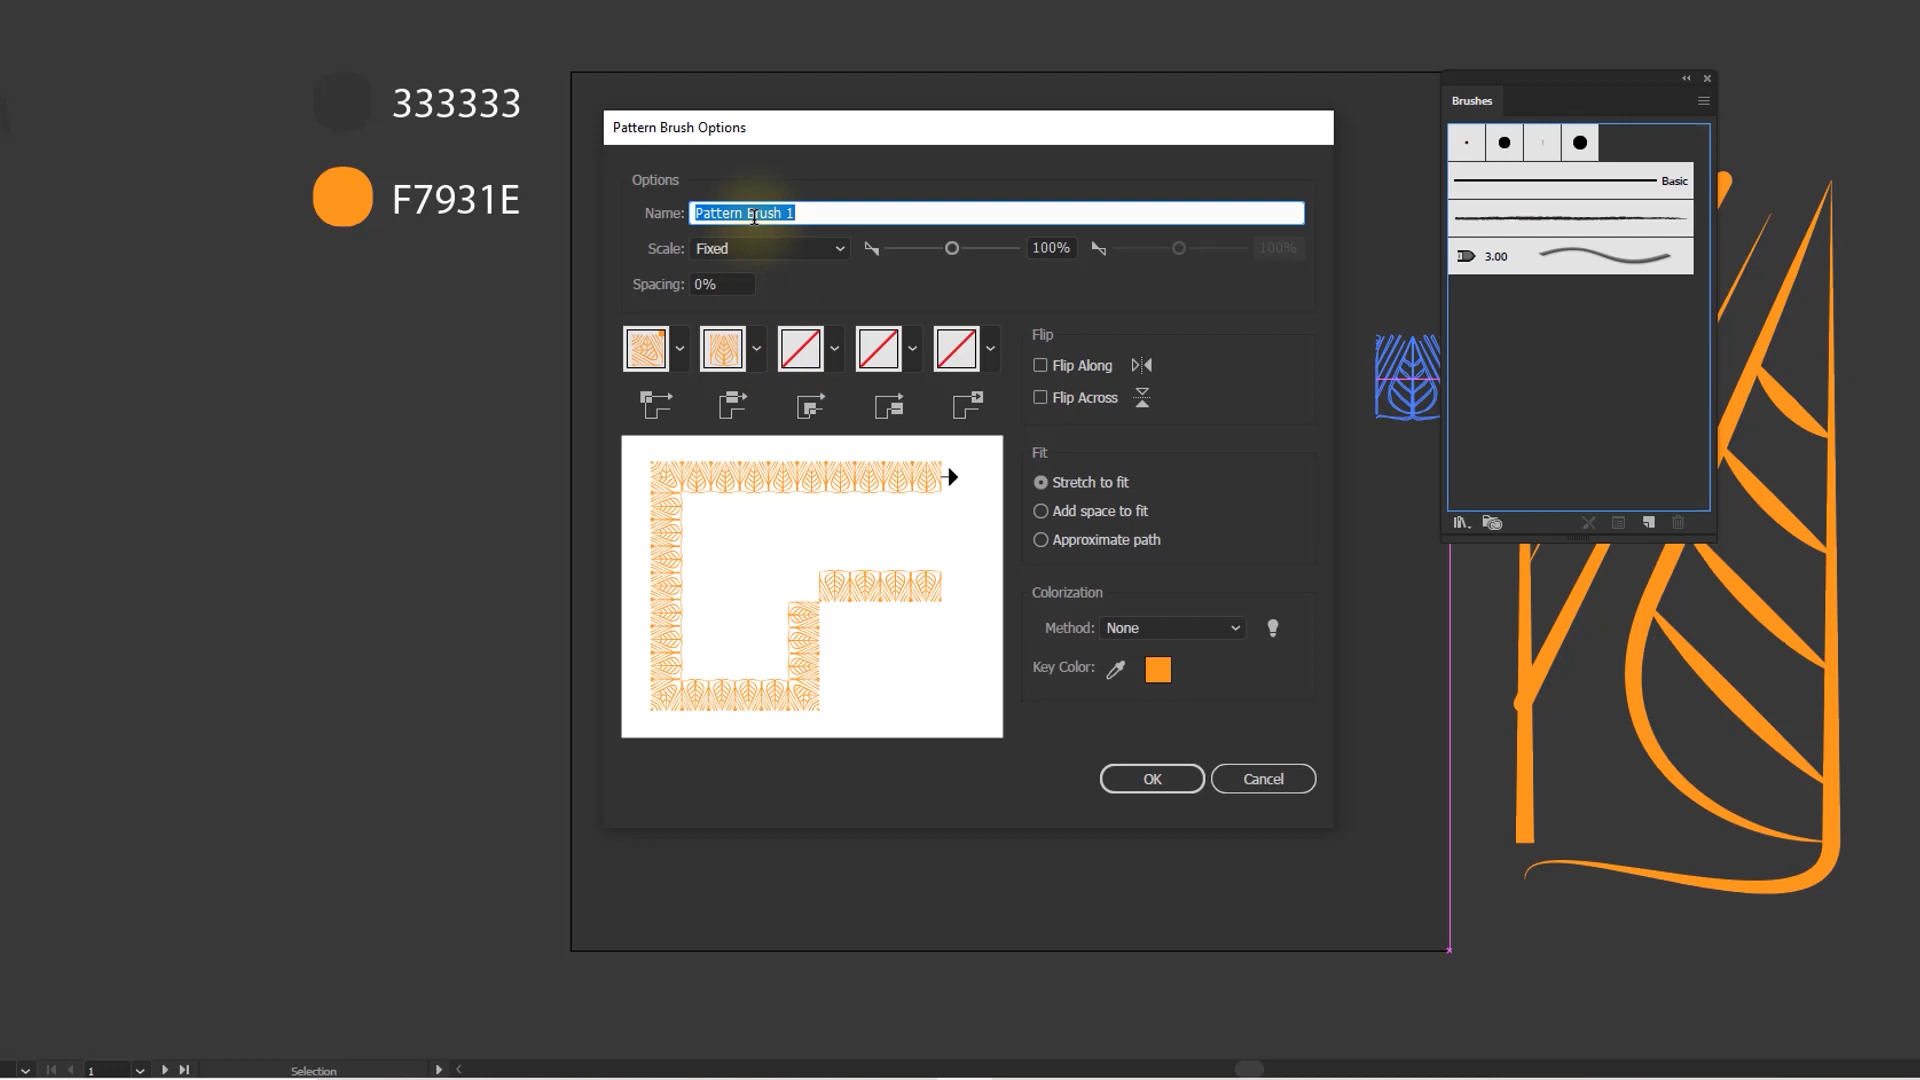 333333
F7931E
Pattern Brush Options
Options
Name: Pattern Brush 1
Scale: Fixed 100% 100%
Spacing: 0%
Flip
Flip Along
Flip Across
Fit
Stretch to fit
Add space to fit
Approximate path
Colorization
Method: None
Key Color:
OK Cancel
Brushes
Basic
3.00
1 Selection